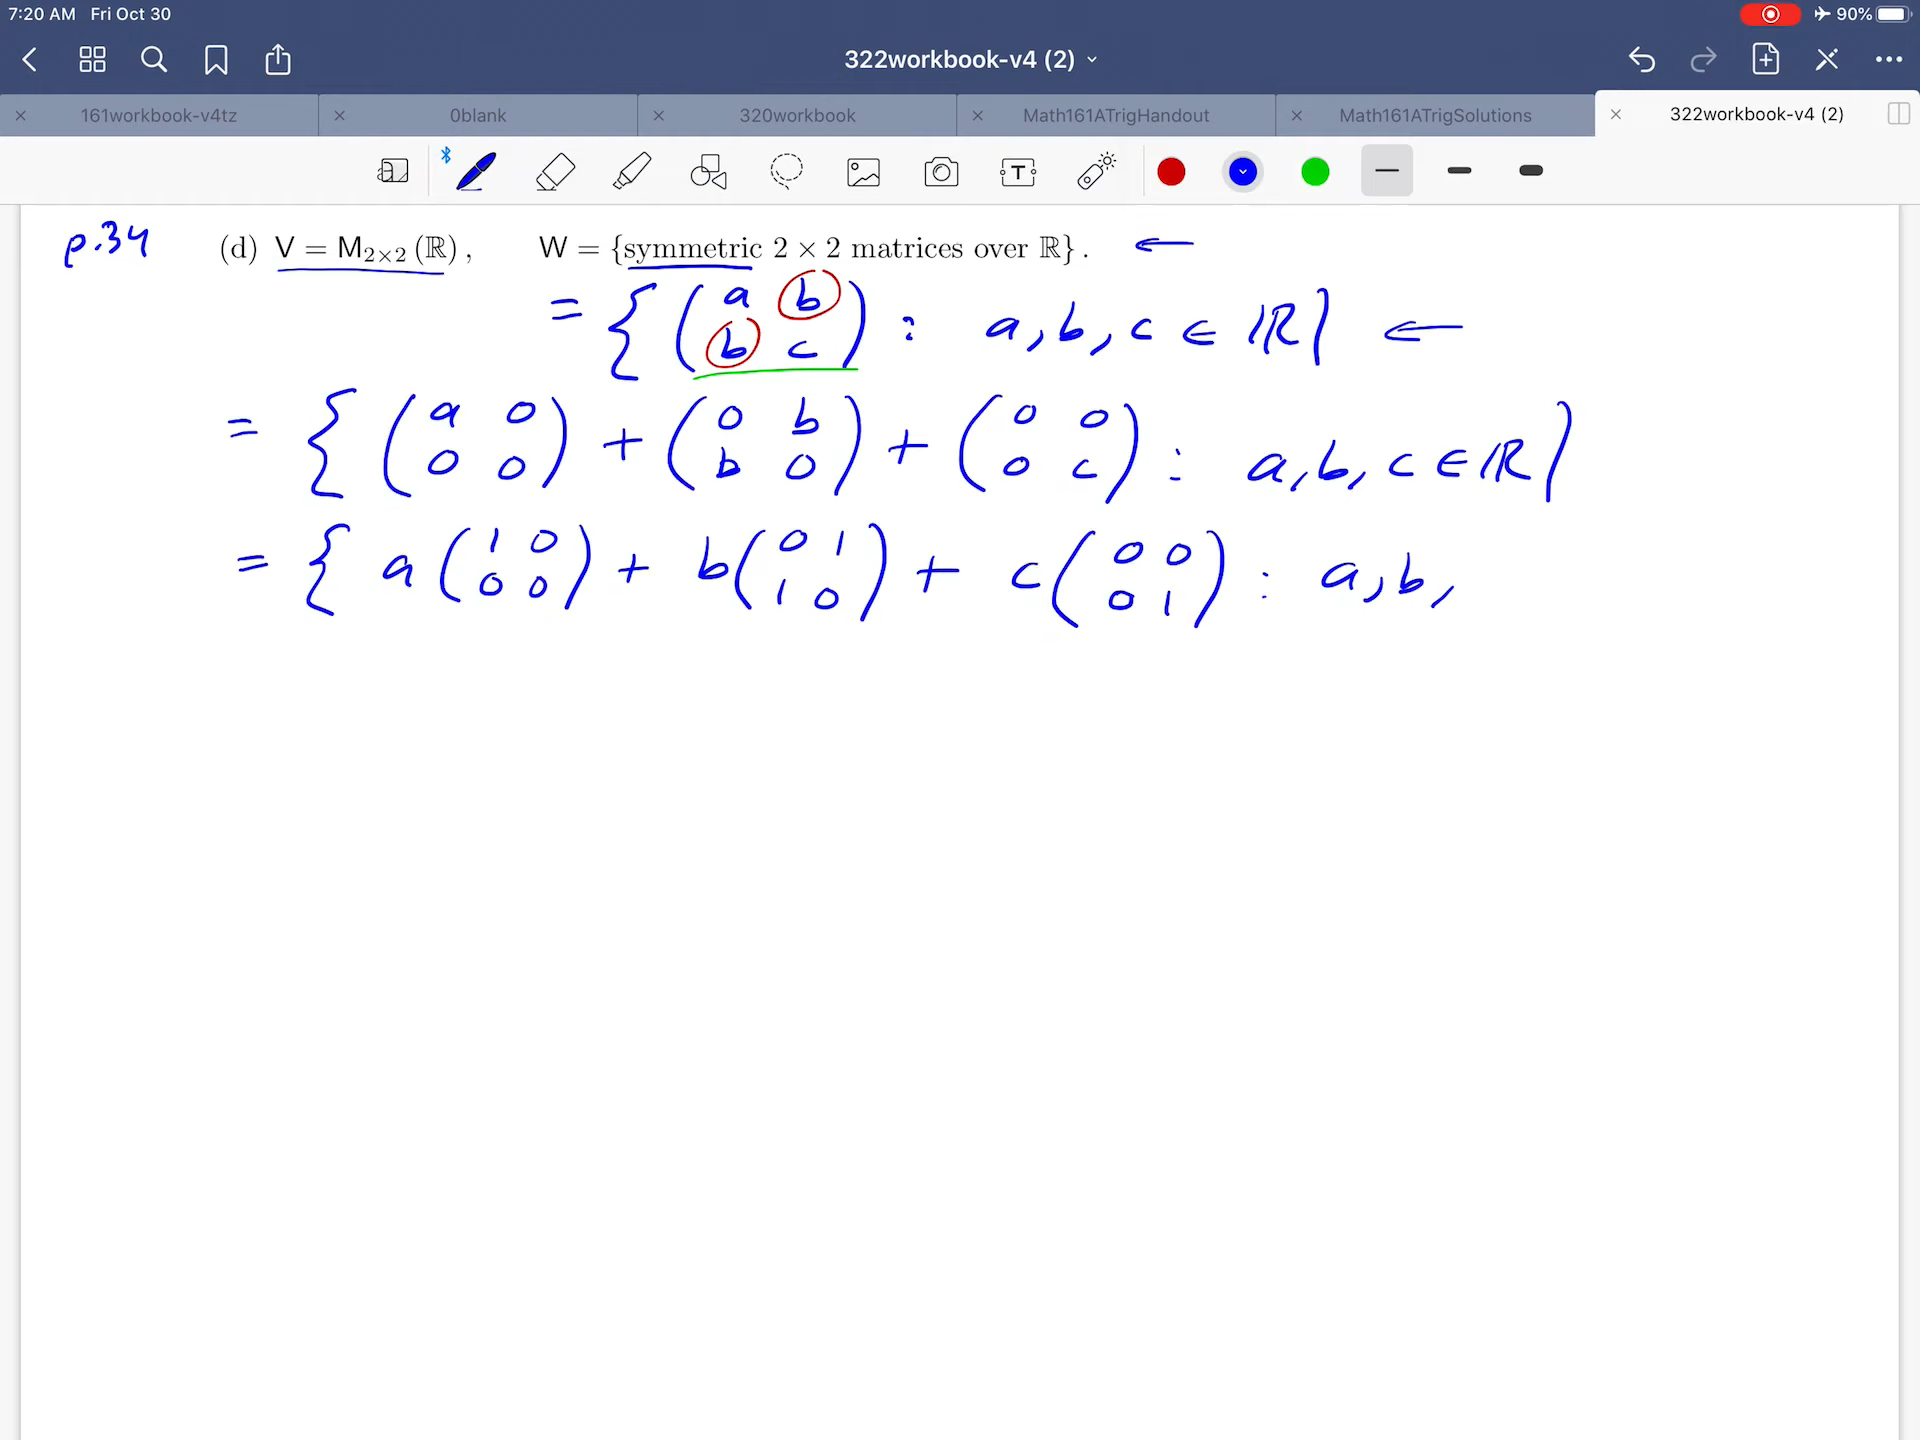 7:20 AM Fri Oct 30 90%
322workbook-v4 (2)
161workbook-v4tz 0blank 320workbook Math161ATrigHandout Math161ATrigSolutions 322workbook-v4 (2)
p.34 (d) V = M₂ₓ₂ (ℝ), W = {symmetric 2 × 2 matrices over ℝ}. ←
= { ( a b ; b c ) : a, b, c ∈ ℝ } ←
= { ( a 0 ; 0 0 ) + ( 0 b ; b 0 ) + ( 0 0 ; 0 c ) : a, b, c ∈ ℝ }
= { a ( 1 0 ; 0 0 ) + b ( 0 1 ; 1 0 ) + c ( 0 0 ; 0 1 ) : a, b,